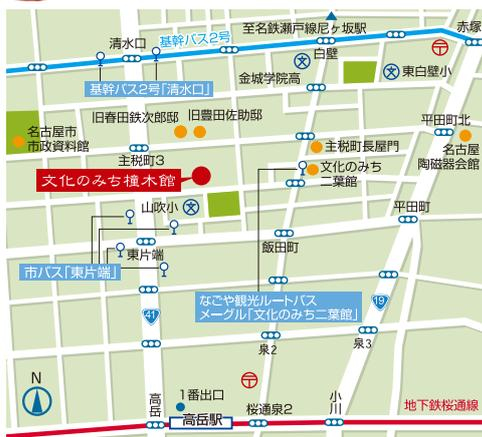 至名鉄瀬戸線尼ヶ坂駅
赤塚
清水口
基幹バス2号
白壁
金城学院高
東白壁小
基幹バス2号「清水口」
旧春田鉄次郎邸
旧豊田佐助邸
平田町北
名古屋市
市政資料館
主税町長屋門
名古屋
陶磁器会館
主税町3
文化のみち
二葉館
文化のみち橦木館
山吹小
平田町
飯田町
東片端
市バス「東片端」
なごや観光ルートバス
メーグル「文化のみち二葉館」
41
19
泉2
泉3
N
1番出口
高岳
高岳駅
桜通泉2
小川
地下鉄桜通線